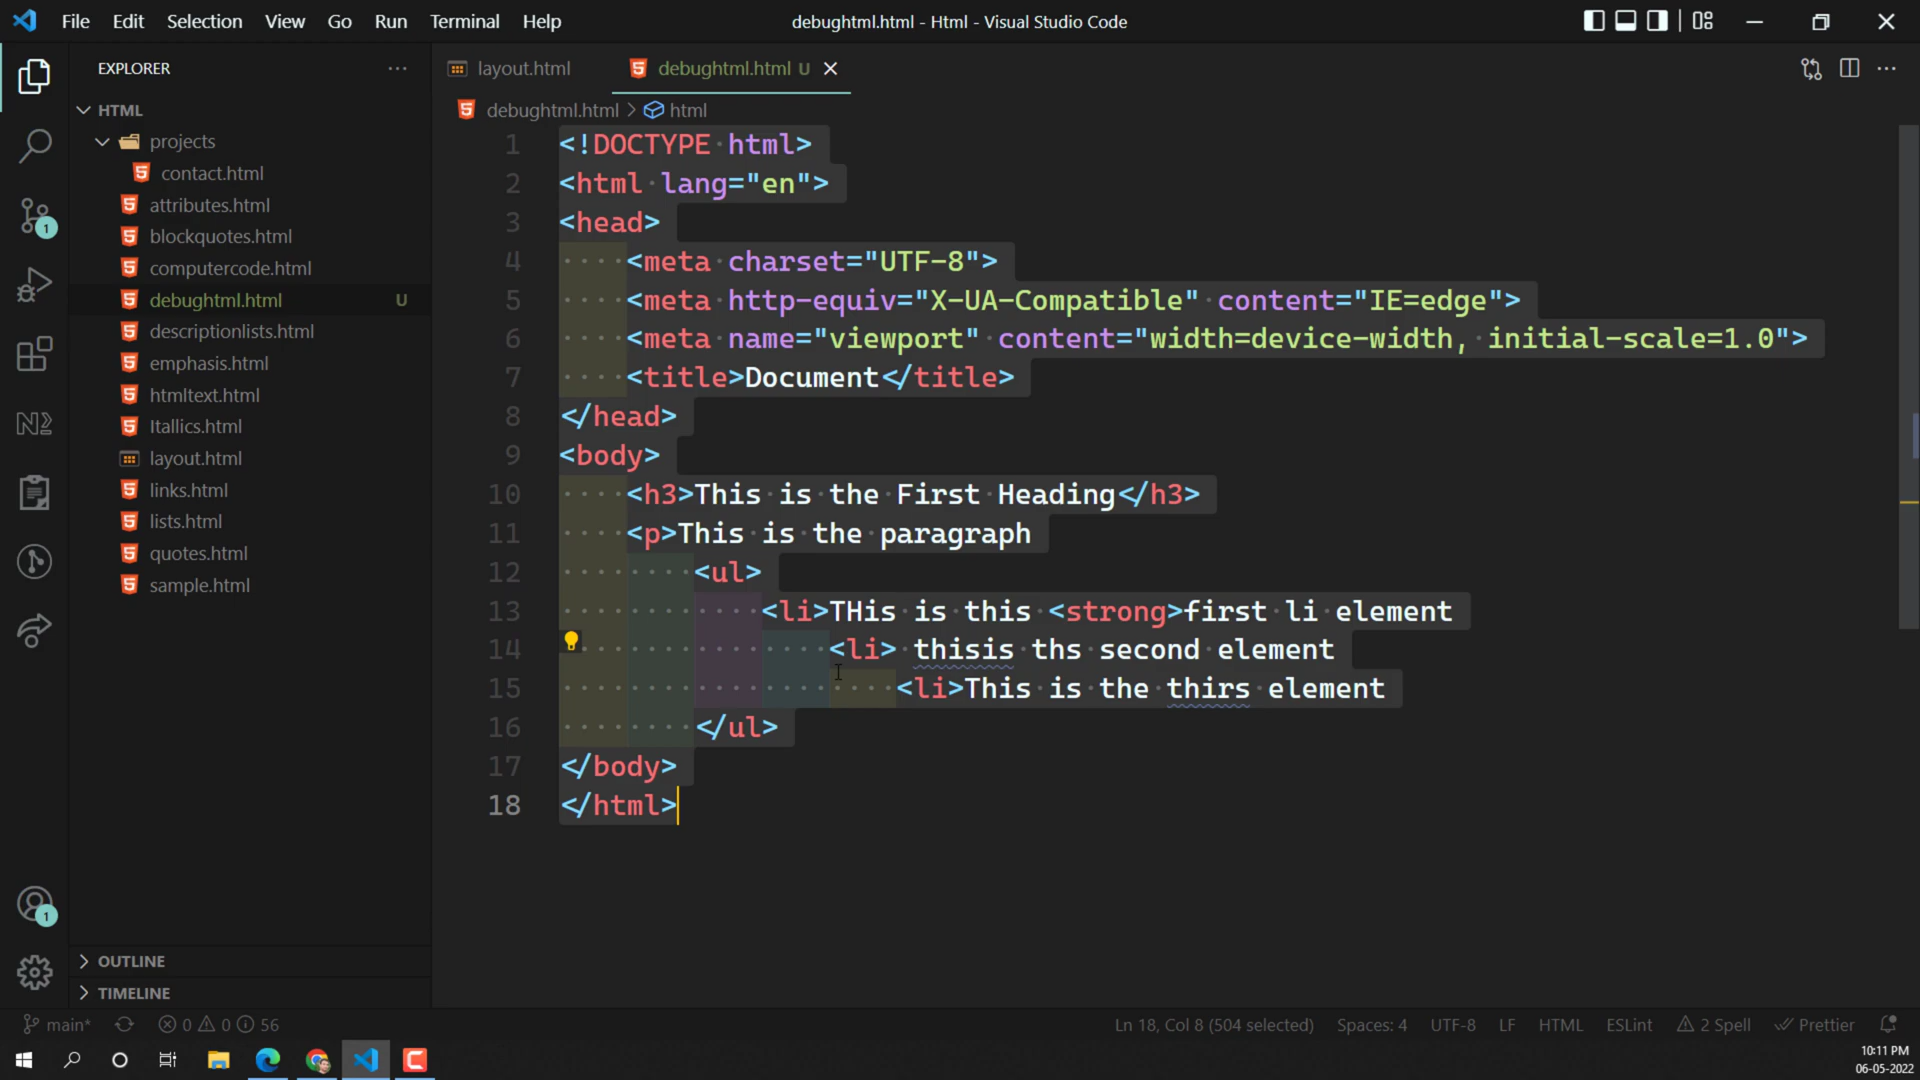 File Edit Selection View Go Run Terminal Help
debughtml.html - Html - Visual Studio Code
EXPLORER
HTML
projects
contact.html
attributes.html
blockquotes.html
computercode.html
debughtml.html U
descriptionlists.html
emphasis.html
htmltext.html
Itallics.html
layout.html
links.html
lists.html
quotes.html
sample.html
OUTLINE
TIMELINE
1
1
layout.html debughtml.html U
debughtml.html > html
1 <!DOCTYPE html>
2 <html lang="en">
3 <head>
4 <meta charset="UTF-8">
5 <meta http-equiv="X-UA-Compatible" content="IE=edge">
6 <meta name="viewport" content="width=device-width, initial-scale=1.0">
7 <title>Document</title>
8 </head>
9 <body>
10 <h3>This is the First Heading</h3>
11 <p>This is the paragraph
12 <ul>
13 <li>THis is this <strong>first li element
14 <li> thisis ths second element
15 <li>This is the thirs element
16 </ul>
17 </body>
18 </html>
main* 0 0 56
Ln 18, Col 8 (504 selected) Spaces: 4 UTF-8 LF HTML ESLint 2 Spell Prettier
10:11 PM
06-05-2022